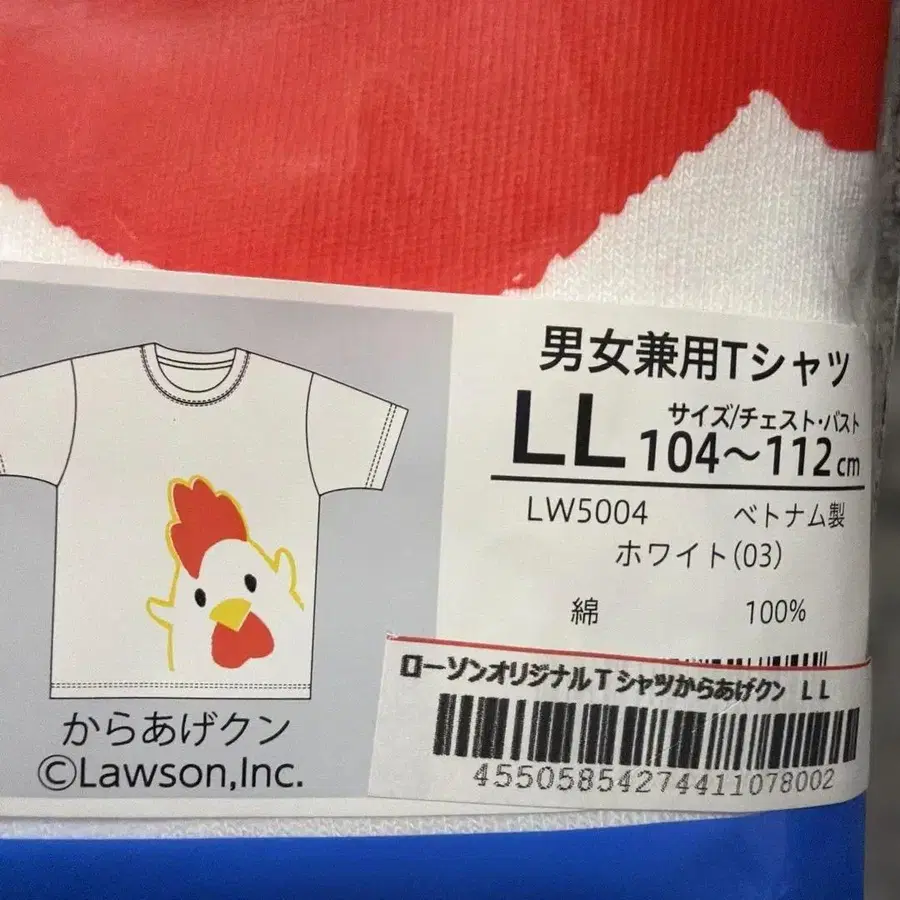 男女兼用Tシャツ
LL サイズ/チェスト・バスト
104～112cm
LW5004 ベトナム製
ホワイト(03)
綿 100%
ローソンオリジナルTシャツからあげクン LL
45505854274411078002
からあげクン
©Lawson,Inc.